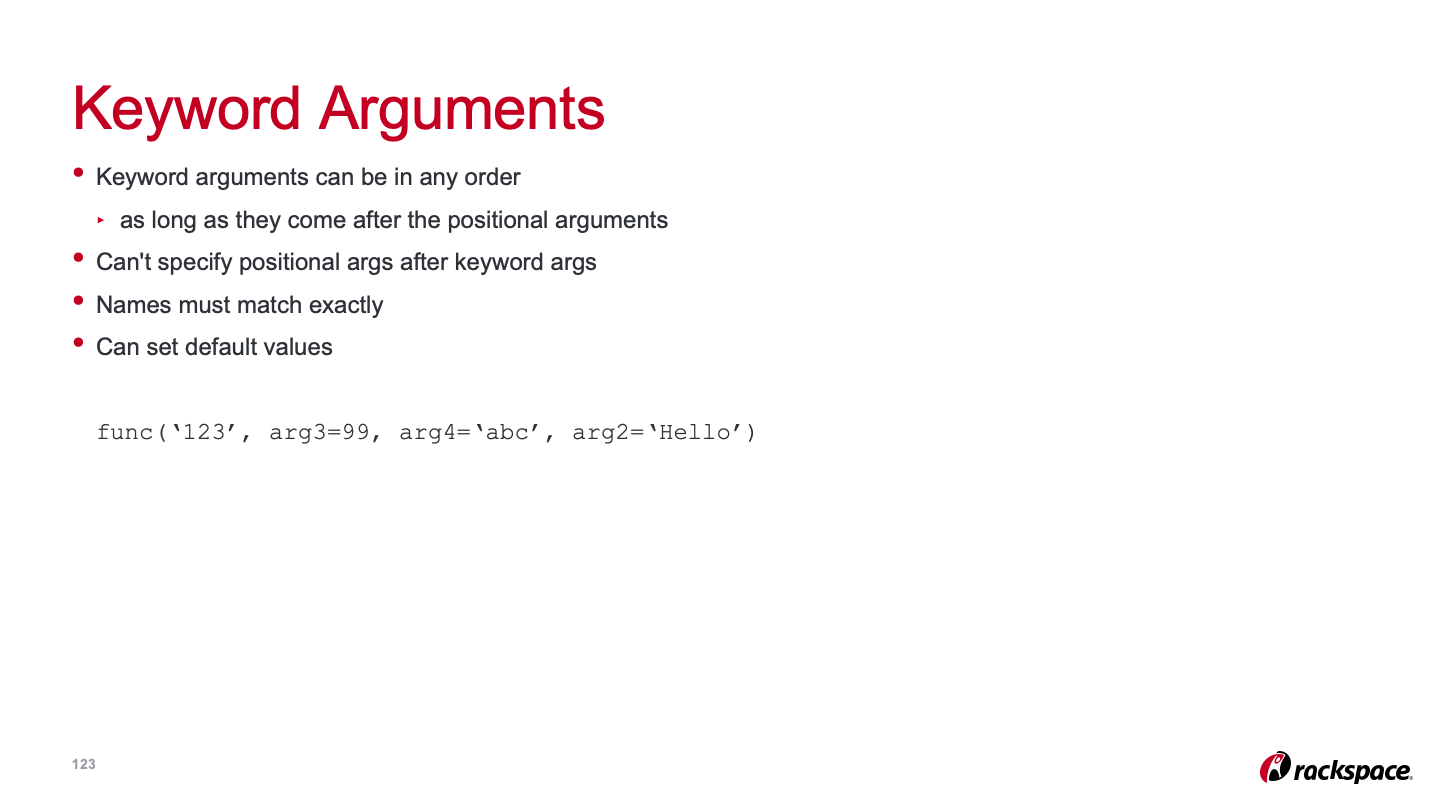 Keyword Arguments
• Keyword arguments can be in any order
‣ as long as they come after the positional arguments
• Can't specify positional args after keyword args
• Names must match exactly
• Can set default values
func(‘123’, arg3=99, arg4=‘abc’, arg2=‘Hello’)
123
rackspace.